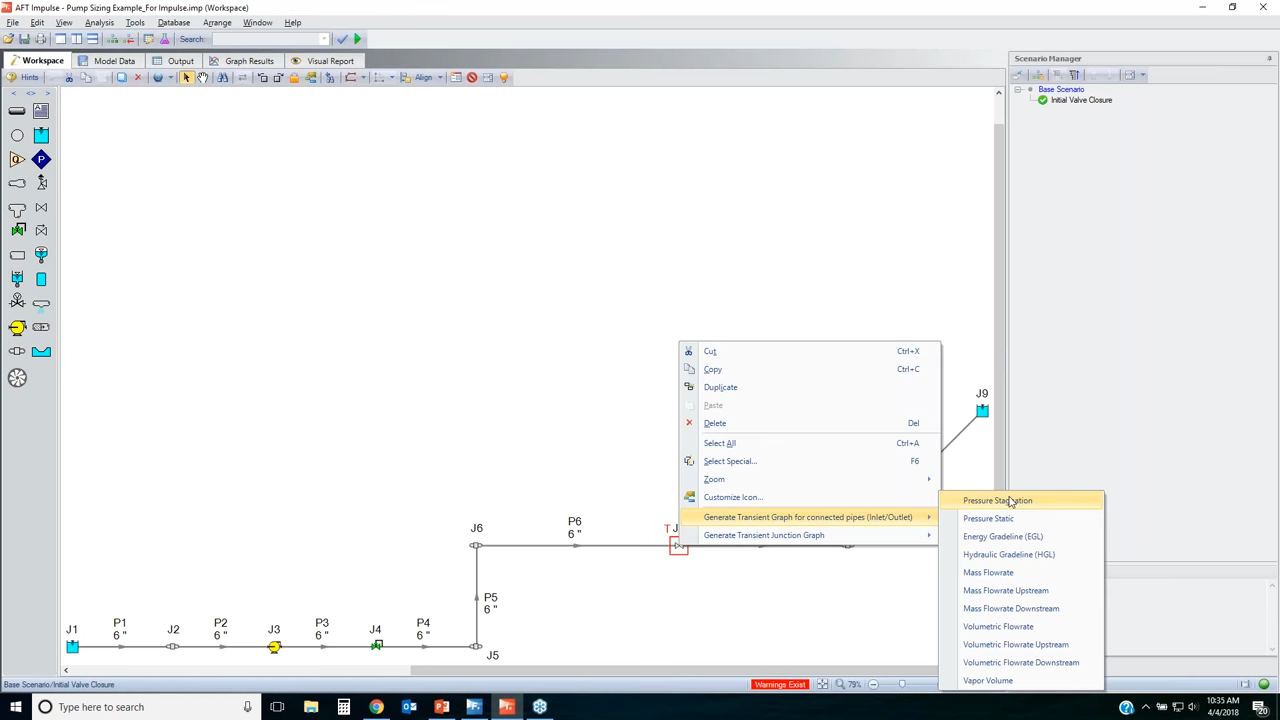 AFT Impulse - Pump Sizing Example_For Impulse.imp (Workspace)
File Edit View Analysis Tools Database Arrange Window Help
Search:
Workspace Model Data Output Graph Results Visual Report
Hints Align
Scenario Manager
Base Scenario
Initial Valve Closure
Cut Ctrl+X
Copy Ctrl+C
Duplicate
Paste
Delete Del
Select All Ctrl+A
Select Special... F6
Zoom
Customize Icon...
Generate Transient Graph for connected pipes (Inlet/Outlet)
Generate Transient Junction Graph
Pressure Stagnation
Pressure Static
Energy Gradeline (EGL)
Hydraulic Gradeline (HGL)
Mass Flowrate
Mass Flowrate Upstream
Mass Flowrate Downstream
Volumetric Flowrate
Volumetric Flowrate Upstream
Volumetric Flowrate Downstream
Vapor Volume
J9
J6
P6
6 "
T J
P5
6 "
J1
P1
6 "
J2
P2
6 "
J3
P3
6 "
J4
P4
6 "
J5
Base Scenario/Initial Valve Closure
Warnings Exist
79%
Type here to search
10:35 AM
4/4/2018
20